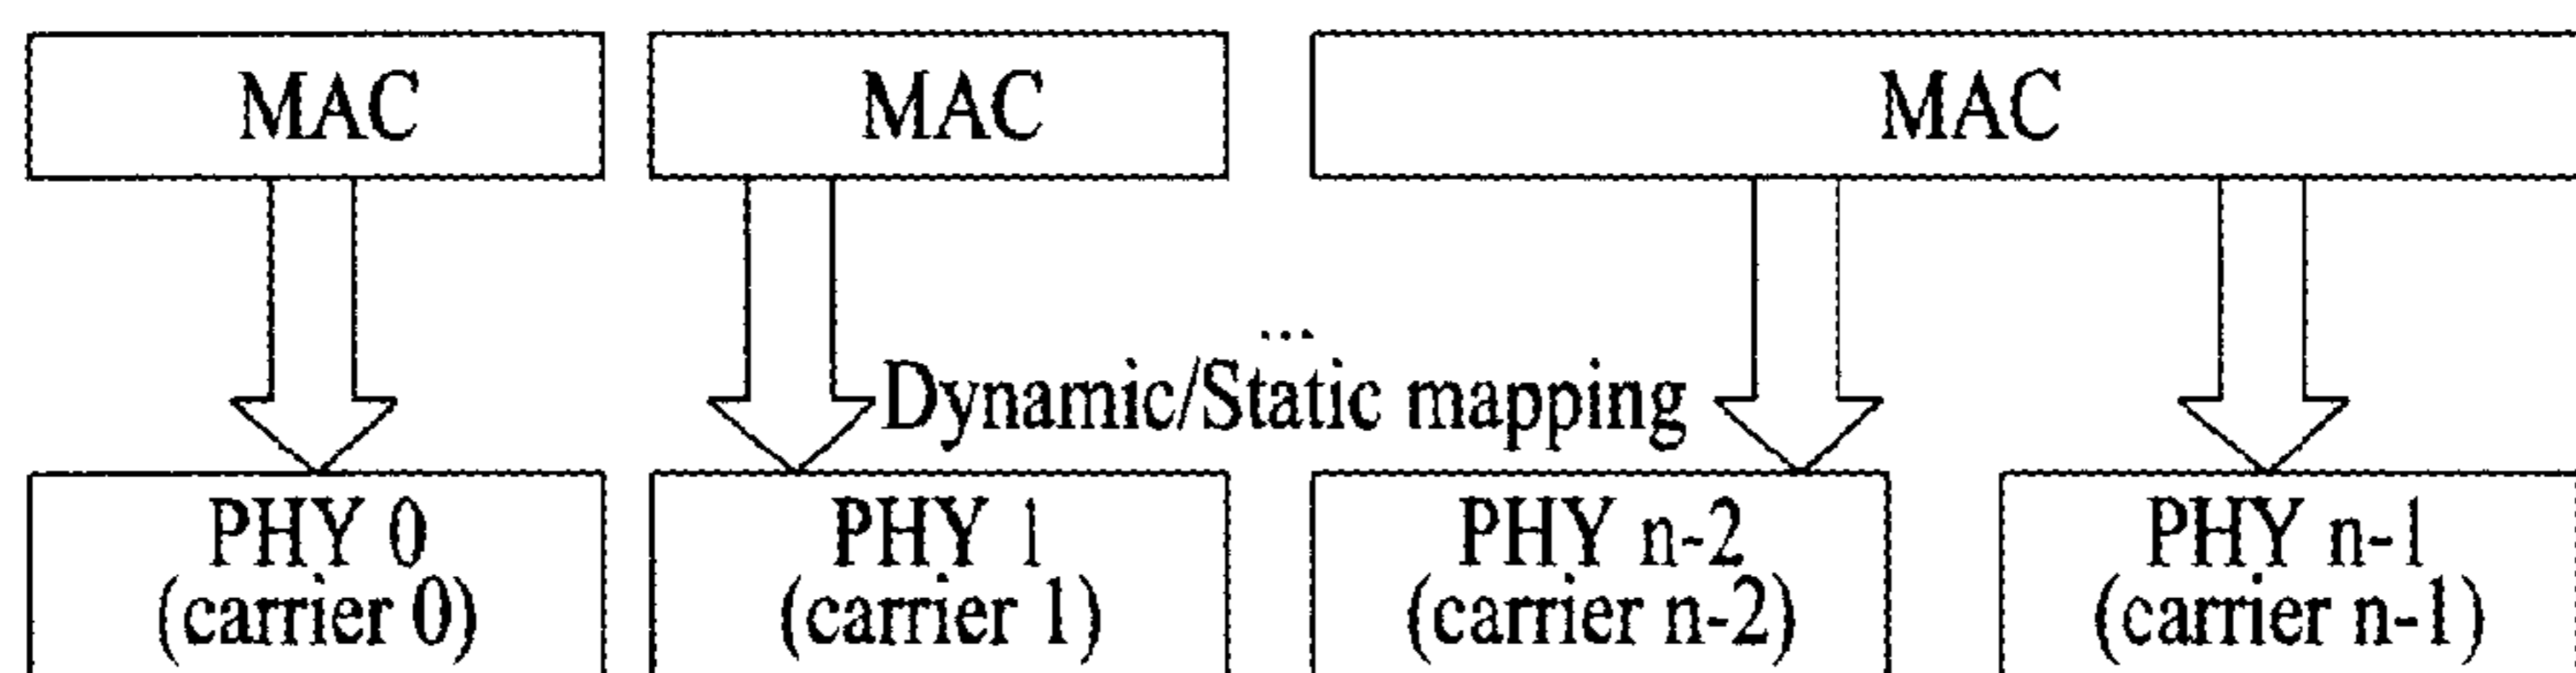 MAC MAC MAC
...
Dynamic/Static mapping
PHY 0 PHY 1 PHY n-2 PHY n-1
(carrier 0) (carrier 1) (carrier n-2) (carrier n-1)